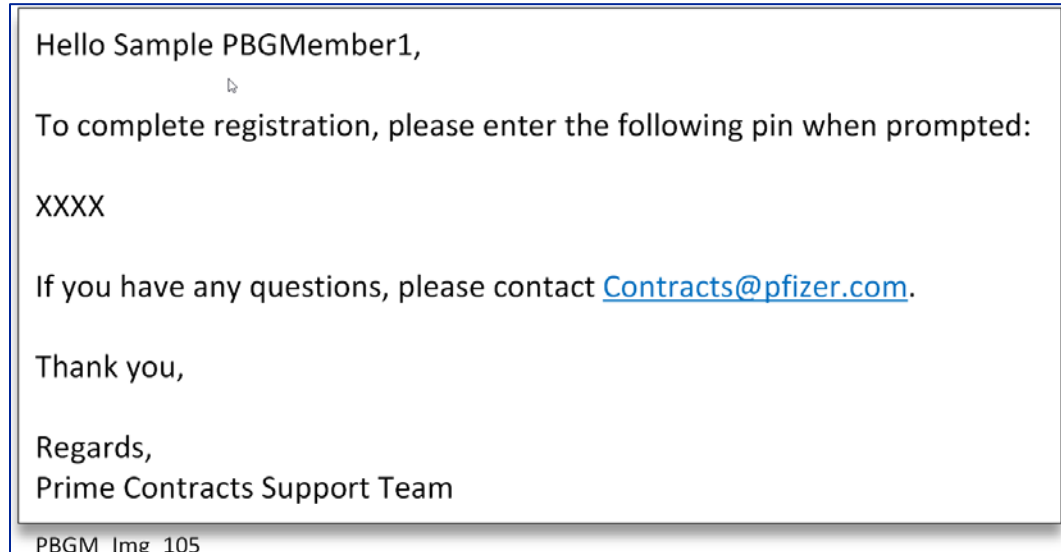 Hello Sample PBGMember1,
To complete registration, please enter the following pin when prompted:
XXXX
If you have any questions, please contact Contracts@pfizer.com.
Thank you,
Regards,
Prime Contracts Support Team
PBGM_Img_105